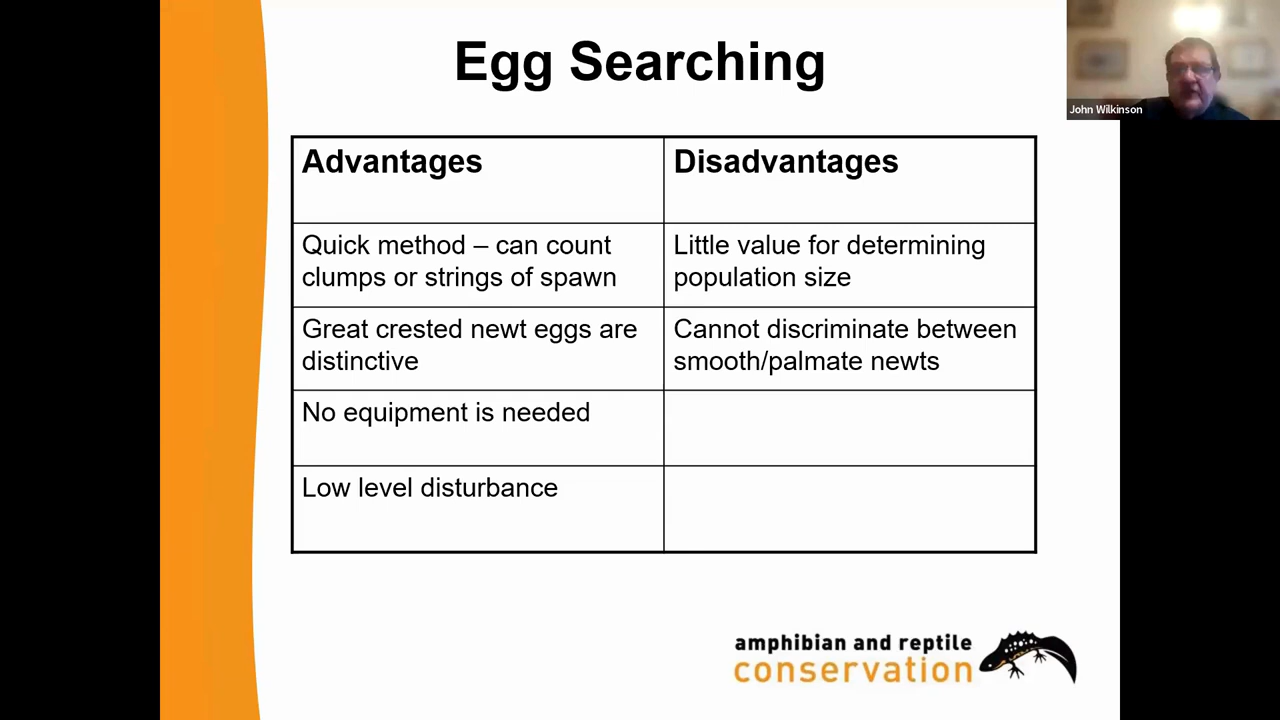 Egg Searching
John Wilkinson
Advantages
Disadvantages
Quick method – can count
clumps or strings of spawn
Little value for determining
population size
Great crested newt eggs are
distinctive
Cannot discriminate between
smooth/palmate newts
No equipment is needed
Low level disturbance
amphibian and reptile
conservation